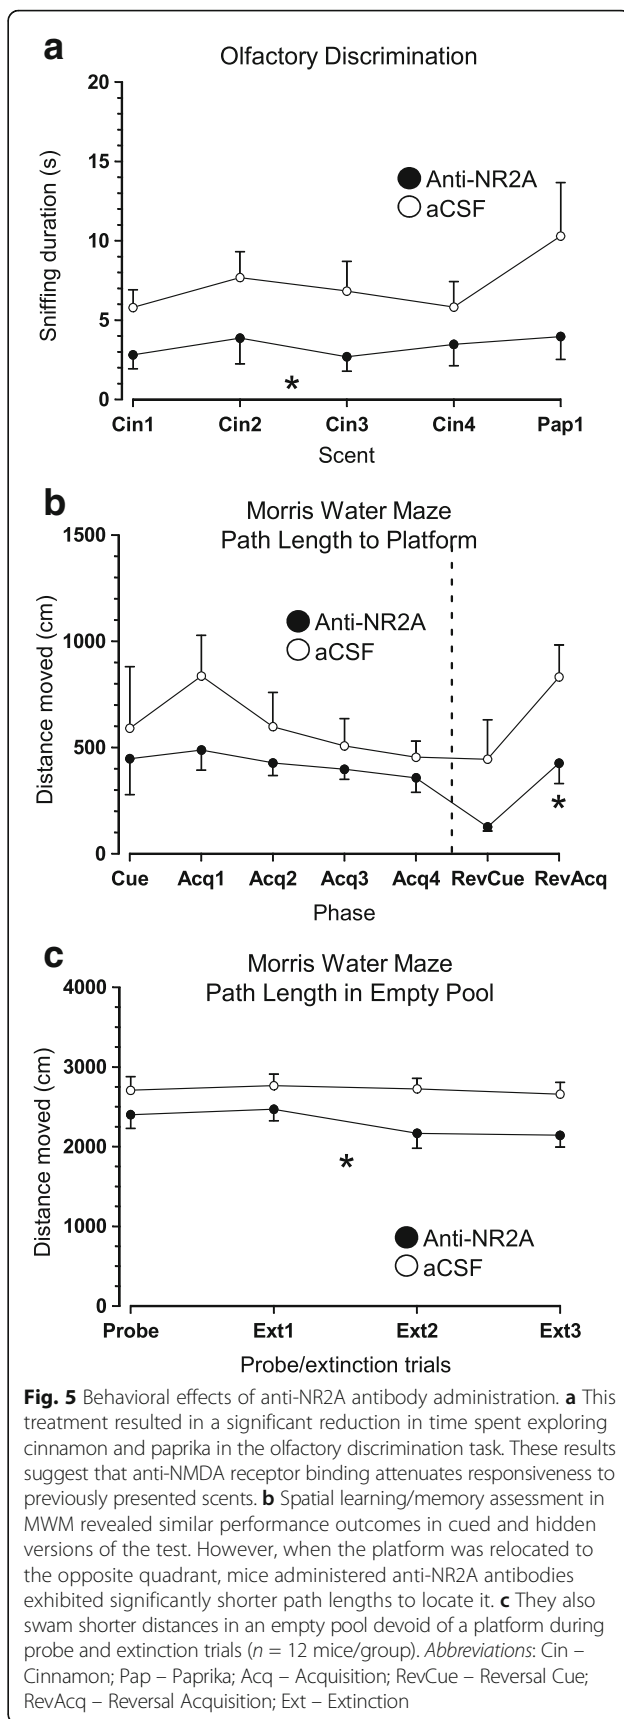 a
Olfactory Discrimination
20
15
10
5
0
Sniffing duration (s)
Anti-NR2A
aCSF
*
Cin1 Cin2 Cin3 Cin4 Pap1
Scent
b
Morris Water Maze
Path Length to Platform
1500
1000
500
0
Distance moved (cm)
Anti-NR2A
aCSF
*
Cue Acq1 Acq2 Acq3 Acq4 RevCue RevAcq
Phase
c
Morris Water Maze
Path Length in Empty Pool
4000
3000
2000
1000
0
Distance moved (cm)
*
Anti-NR2A
aCSF
Probe Ext1 Ext2 Ext3
Probe/extinction trials
Fig. 5 Behavioral effects of anti-NR2A antibody administration. a This
treatment resulted in a significant reduction in time spent exploring
cinnamon and paprika in the olfactory discrimination task. These results
suggest that anti-NMDA receptor binding attenuates responsiveness to
previously presented scents. b Spatial learning/memory assessment in
MWM revealed similar performance outcomes in cued and hidden
versions of the test. However, when the platform was relocated to
the opposite quadrant, mice administered anti-NR2A antibodies
exhibited significantly shorter path lengths to locate it. c They also
swam shorter distances in an empty pool devoid of a platform during
probe and extinction trials (n = 12 mice/group). Abbreviations: Cin –
Cinnamon; Pap – Paprika; Acq – Acquisition; RevCue – Reversal Cue;
RevAcq – Reversal Acquisition; Ext – Extinction